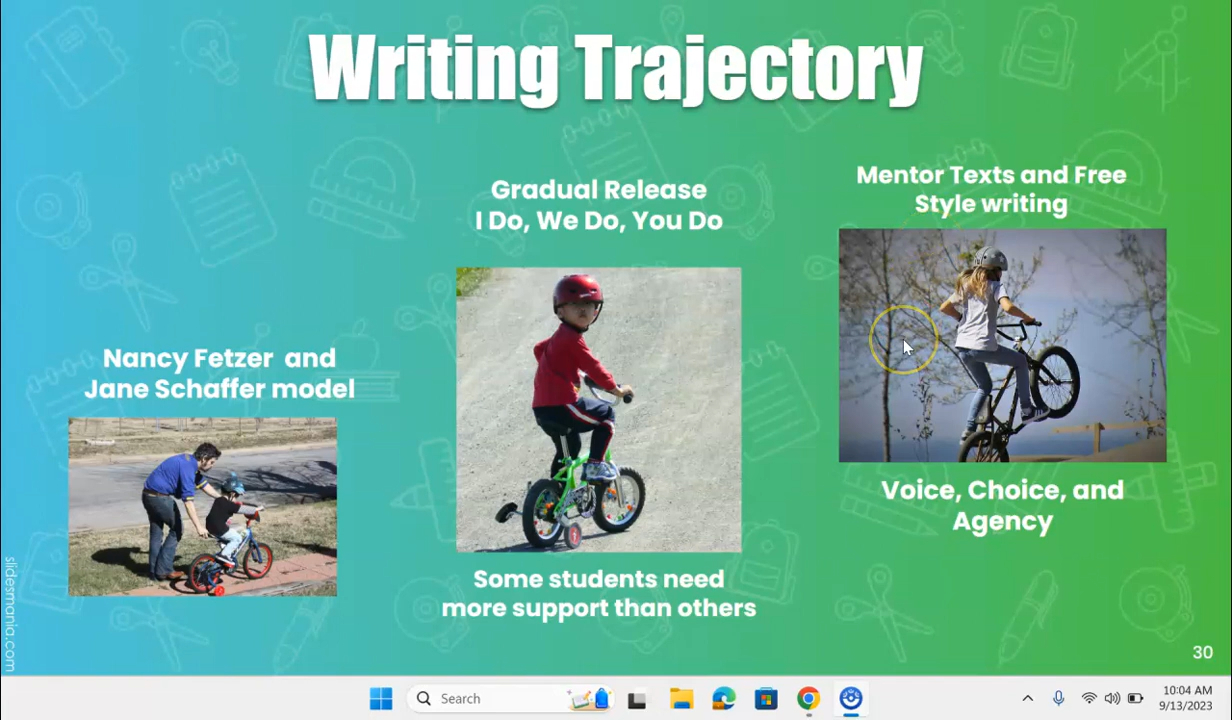 Writing Trajectory
Nancy Fetzer and
Jane Schaffer model
Gradual Release
I Do, We Do, You Do
Some students need
more support than others
Mentor Texts and Free
Style writing
Voice, Choice, and
Agency
slidesmania.com
30
Search
10:04 AM
9/13/2023